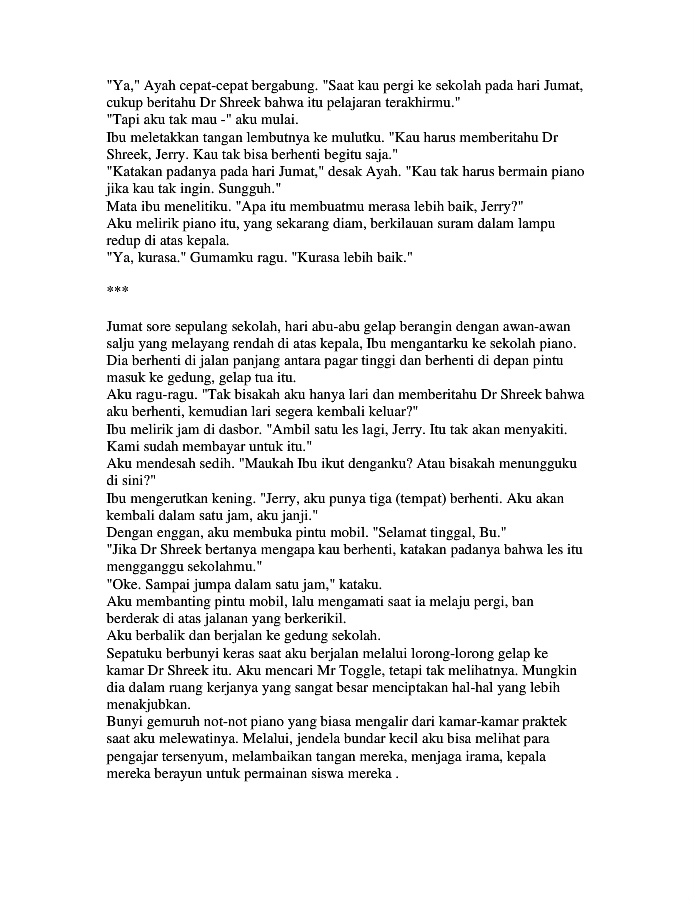 "Ya," Ayah cepat-cepat bergabung. "Saat kau pergi ke sekolah pada hari Jumat,
cukup beritahu Dr Shreek bahwa itu pelajaran terakhirmu."
"Tapi aku tak mau -" aku mulai.
Ibu meletakkan tangan lembutnya ke mulutku. "Kau harus memberitahu Dr
Shreek, Jerry. Kau tak bisa berhenti begitu saja."
"Katakan padanya pada hari Jumat," desak Ayah. "Kau tak harus bermain piano
jika kau tak ingin. Sungguh."
Mata ibu menelitiku. "Apa itu membuatmu merasa lebih baik, Jerry?"
Aku melirik piano itu, yang sekarang diam, berkilauan suram dalam lampu
redup di atas kepala.
"Ya, kurasa." Gumamku ragu. "Kurasa lebih baik."
***
Jumat sore sepulang sekolah, hari abu-abu gelap berangin dengan awan-awan
salju yang melayang rendah di atas kepala, Ibu mengantarku ke sekolah piano.
Dia berhenti di jalan panjang antara pagar tinggi dan berhenti di depan pintu
masuk ke gedung, gelap tua itu.
Aku ragu-ragu. "Tak bisakah aku hanya lari dan memberitahu Dr Shreek bahwa
aku berhenti, kemudian lari segera kembali keluar?"
Ibu melirik jam di dasbor. "Ambil satu les lagi, Jerry. Itu tak akan menyakiti.
Kami sudah membayar untuk itu."
Aku mendesah sedih. "Maukah Ibu ikut denganku? Atau bisakah menungguku
di sini?"
Ibu mengerutkan kening. "Jerry, aku punya tiga (tempat) berhenti. Aku akan
kembali dalam satu jam, aku janji."
Dengan enggan, aku membuka pintu mobil. "Selamat tinggal, Bu."
"Jika Dr Shreek bertanya mengapa kau berhenti, katakan padanya bahwa les itu
mengganggu sekolahmu."
"Oke. Sampai jumpa dalam satu jam," kataku.
Aku membanting pintu mobil, lalu mengamati saat ia melaju pergi, ban
berderak di atas jalanan yang berkerikil.
Aku berbalik dan berjalan ke gedung sekolah.
Sepatuku berbunyi keras saat aku berjalan melalui lorong-lorong gelap ke
kamar Dr Shreek itu. Aku mencari Mr Toggle, tetapi tak melihatnya. Mungkin
dia dalam ruang kerjanya yang sangat besar menciptakan hal-hal yang lebih
menakjubkan.
Bunyi gemuruh not-not piano yang biasa mengalir dari kamar-kamar praktek
saat aku melewatinya. Melalui, jendela bundar kecil aku bisa melihat para
pengajar tersenyum, melambaikan tangan mereka, menjaga irama, kepala
mereka berayun untuk permainan siswa mereka .